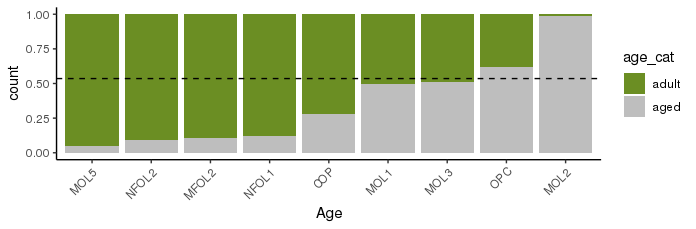 1.00
0.75
0.50
0.25
0.00
count
MOL5 NFOL2 MFOL2 NFOL1 COP MOL1 MOL3 OPC MOL2
Age
age_cat
adult
aged